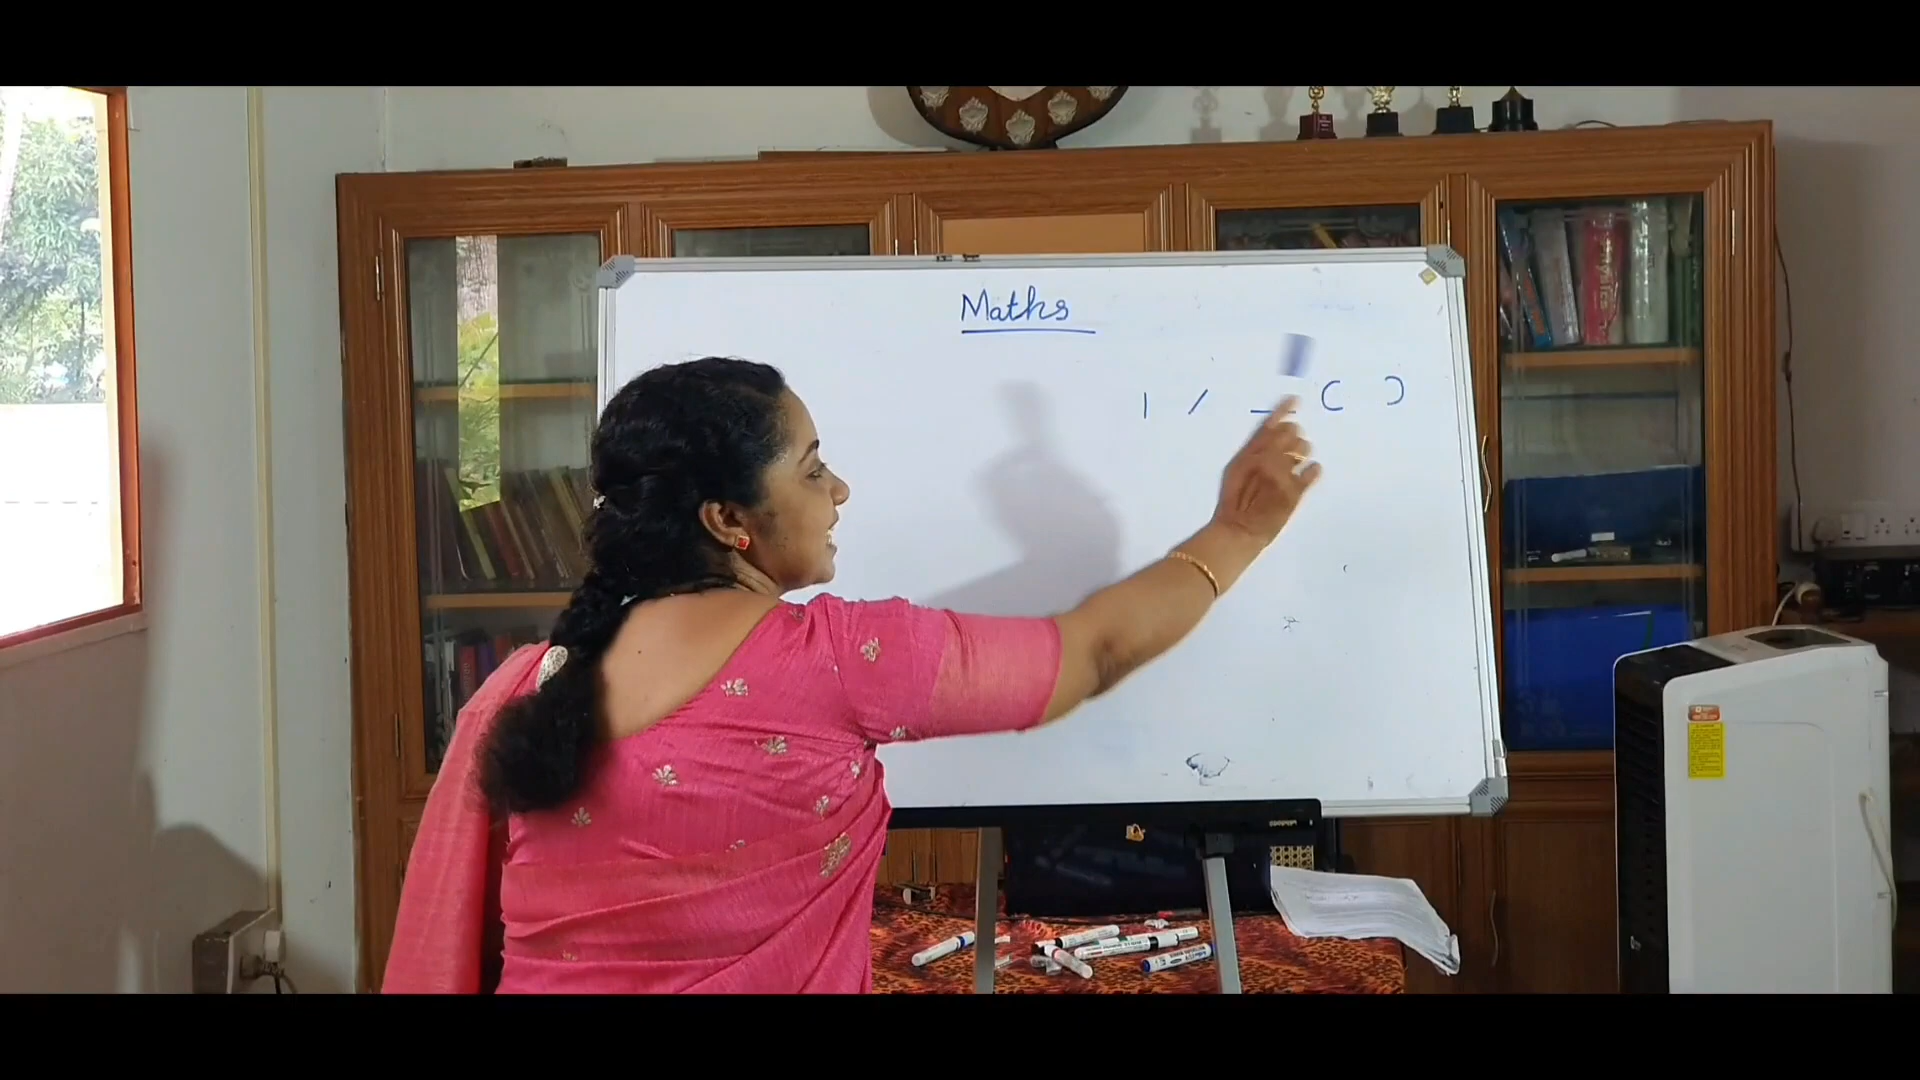 Maths
| / — ( )